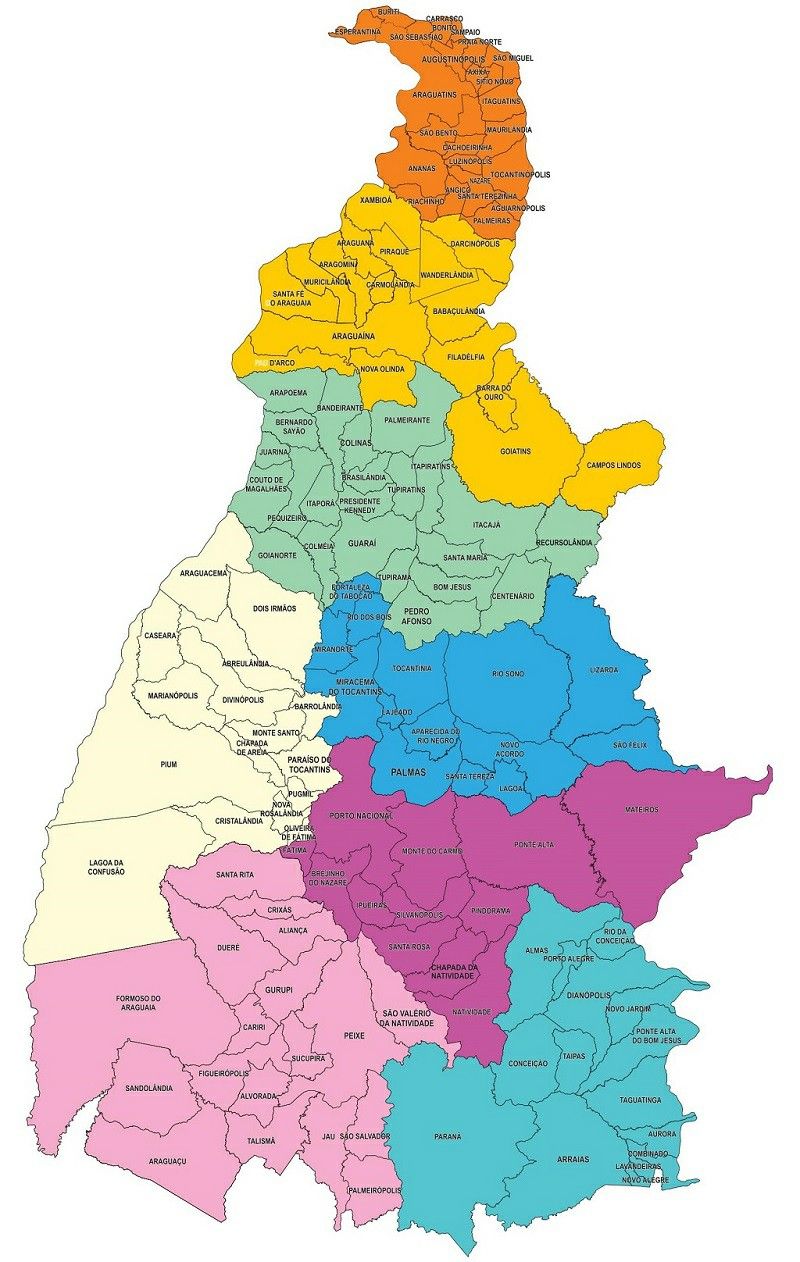 BURITI
CARRASCO
BONITO
ESPERANTINA
SÃO SEBASTIÃO
SAMPAIO
PRAIA NORTE
AUGUSTINÓPOLIS
SÃO MIGUEL
AXIXÁ
SITIO NOVO
ARAGUATINS
ITAGUATINS
SÃO BENTO
MAURILÂNDIA
CACHOEIRINHA
LUZINÓPOLIS
ANANÁS
TOCANTINÓPOLIS
NAZARÉ
ANGICO
SANTA TEREZINHA
RIACHINHO
AGUIARNÓPOLIS
PALMEIRAS
XAMBIOÁ
ARAGUANÃ
PIRAQUÊ
DARCINÓPOLIS
ARAGOMINA
WANDERLÂNDIA
MURICILÂNDIA
CARMOLÂNDIA
SANTA FÉ
O ARAGUAIA
BABAÇULÂNDIA
ARAGUAÍNA
FILADÉLFIA
PAU D'ARCO
NOVA OLINDA
BARRA DO
OURO
GOIATINS
CAMPOS LINDOS
ARAPOEMA
BANDEIRANTE
PALMEIRANTE
BERNARDO
SAYÃO
COLINAS
JUARINA
ITAPIRATINS
COUTO DE
MAGALHÃES
BRASILÂNDIA
TUPIRATINS
ITAPORÃ
PRESIDENTE
KENNEDY
PEQUIZEIRO
ITACAJÁ
GOIANORTE
COLMÉIA
GUARAÍ
RECURSOLÂNDIA
SANTA MARIA
TUPIRAMA
BOM JESUS
CENTENÁRIO
PEDRO
AFONSO
ARAGUACEMA
DOIS IRMÃOS
CASEARA
ABREULÂNDIA
MARIANÓPOLIS
DIVINÓPOLIS
BARROLÂNDIA
MONTE SANTO
CHAPADA
DE AREIA
PARAÍSO DO
TOCANTINS
PIUM
PUGMIL
NOVA
ROSALÂNDIA
CRISTALÂNDIA
OLIVEIRA
DE FÁTIMA
LAGOA DA
CONFUSÃO
FORTALEZA
DO TABOCÃO
RIO DOS BOIS
MIRANORTE
TOCANTINIA
RIO SONO
LIZARDA
MIRACEMA
DO TOCANTINS
LAJEADO
APARECIDA DO
RIO NEGRO
NOVO
ACORDO
SÃO FELIX
PALMAS
SANTA TEREZA
LAGOA
PORTO NACIONAL
MATEIROS
FÁTIMA
MONTE DO CARMO
PONTE ALTA
BREJINHO
DO NAZARÉ
IPUEIRAS
SILVANÓPOLIS
PINDORAMA
SANTA ROSA
CHAPADA DA
NATIVIDADE
NATIVIDADE
SANTA RITA
CRIXÁS
ALIANÇA
DUERÉ
GURUPI
FORMOSO DO
ARAGUAIA
SÃO VALÉRIO
DA NATIVIDADE
CARIRI
PEIXE
SUCUPIRA
FIGUEIRÓPOLIS
SANDOLÂNDIA
ALVORADA
TALISMÃ
JAU
SÃO SALVADOR
ARAGUAÇU
PALMEIRÓPOLIS
RIO DA
CONCEIÇÃO
ALMAS
PORTO ALEGRE
DIANÓPOLIS
NOVO JARDIM
PONTE ALTA
DO BOM JESUS
CONCEIÇÃO
TAIPAS
TAGUATINGA
PARANÃ
ARRAIAS
AURORA
COMBINADO
LAVANDEIRAS
NOVO ALEGRE